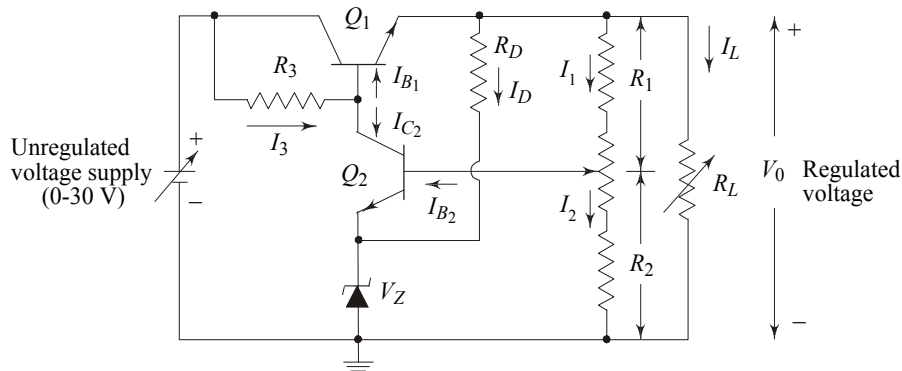 Q1
RD
R3
IB1
I1
R1
IL
+
ID
IC2
I3
+
Unregulated
voltage supply
(0-30 V)
−
Q2
IB2
I2
RL
V0
Regulated
voltage
R2
VZ
−